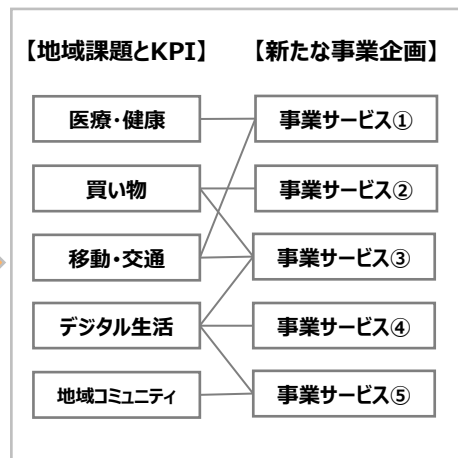 【地域課題とKPI】 【新たな事業企画】
医療・健康 事業サービス①
買い物 事業サービス②
移動・交通 事業サービス③
デジタル生活 事業サービス④
地域コミュニティ 事業サービス⑤